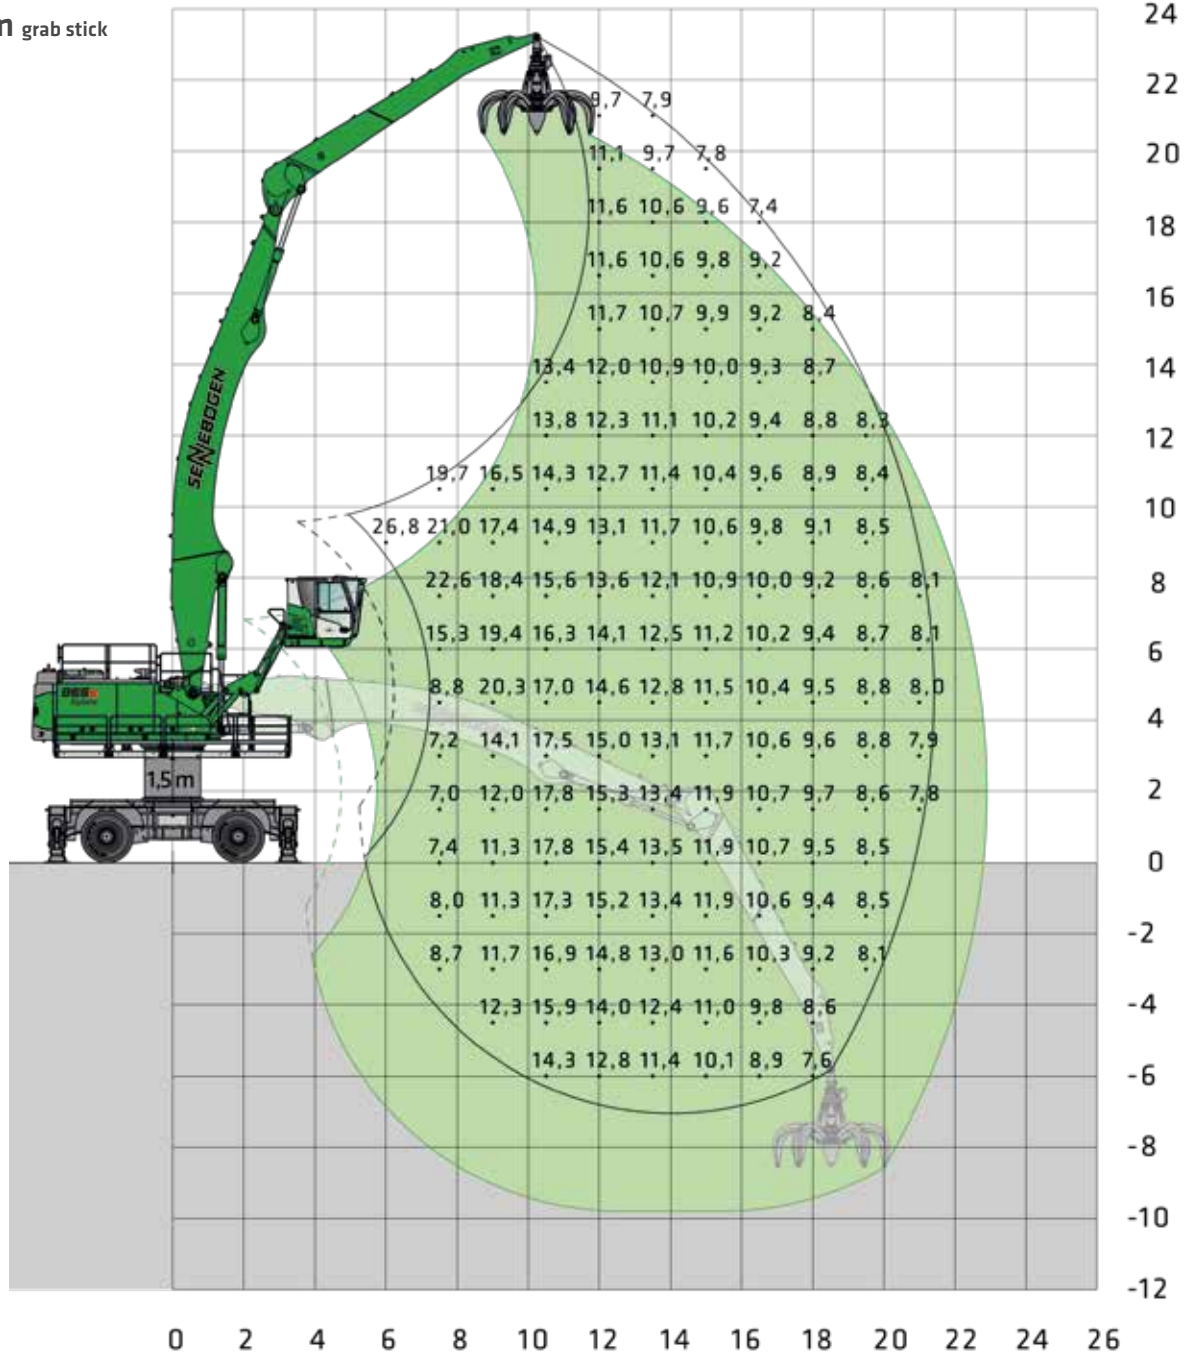 n grab stick
24
22
20
18
16
14
12
10
8
6
4
2
0
-2
-4
-6
-8
-10
-12
9,7 7,9
11,1 9,7 7,8
11,6 10,6 9,6 7,4
11,6 10,6 9,8 9,2
11,7 10,7 9,9 9,2 8,4
13,4 12,0 10,9 10,0 9,3 8,7
13,8 12,3 11,1 10,2 9,4 8,8 8,3
19,7 16,5 14,3 12,7 11,4 10,4 9,6 8,9 8,4
26,8 21,0 17,4 14,9 13,1 11,7 10,6 9,8 9,1 8,5
22,6 18,4 15,6 13,6 12,1 10,9 10,0 9,2 8,6 8,1
15,3 19,4 16,3 14,1 12,5 11,2 10,2 9,4 8,7 8,1
8,8 20,3 17,0 14,6 12,8 11,5 10,4 9,5 8,8 8,0
7,2 14,1 17,5 15,0 13,1 11,7 10,6 9,6 8,8 7,9
7,0 12,0 17,8 15,3 13,4 11,9 10,7 9,7 8,6 7,8
7,4 11,3 17,8 15,4 13,5 11,9 10,7 9,5 8,5
8,0 11,3 17,3 15,2 13,4 11,9 10,6 9,4 8,5
8,7 11,7 16,9 14,8 13,0 11,6 10,3 9,2 8,1
12,3 15,9 14,0 12,4 11,0 9,8 8,6
14,3 12,8 11,4 10,1 8,9 7,6
SENNEBOGEN
1,5 m
0 2 4 6 8 10 12 14 16 18 20 22 24 26